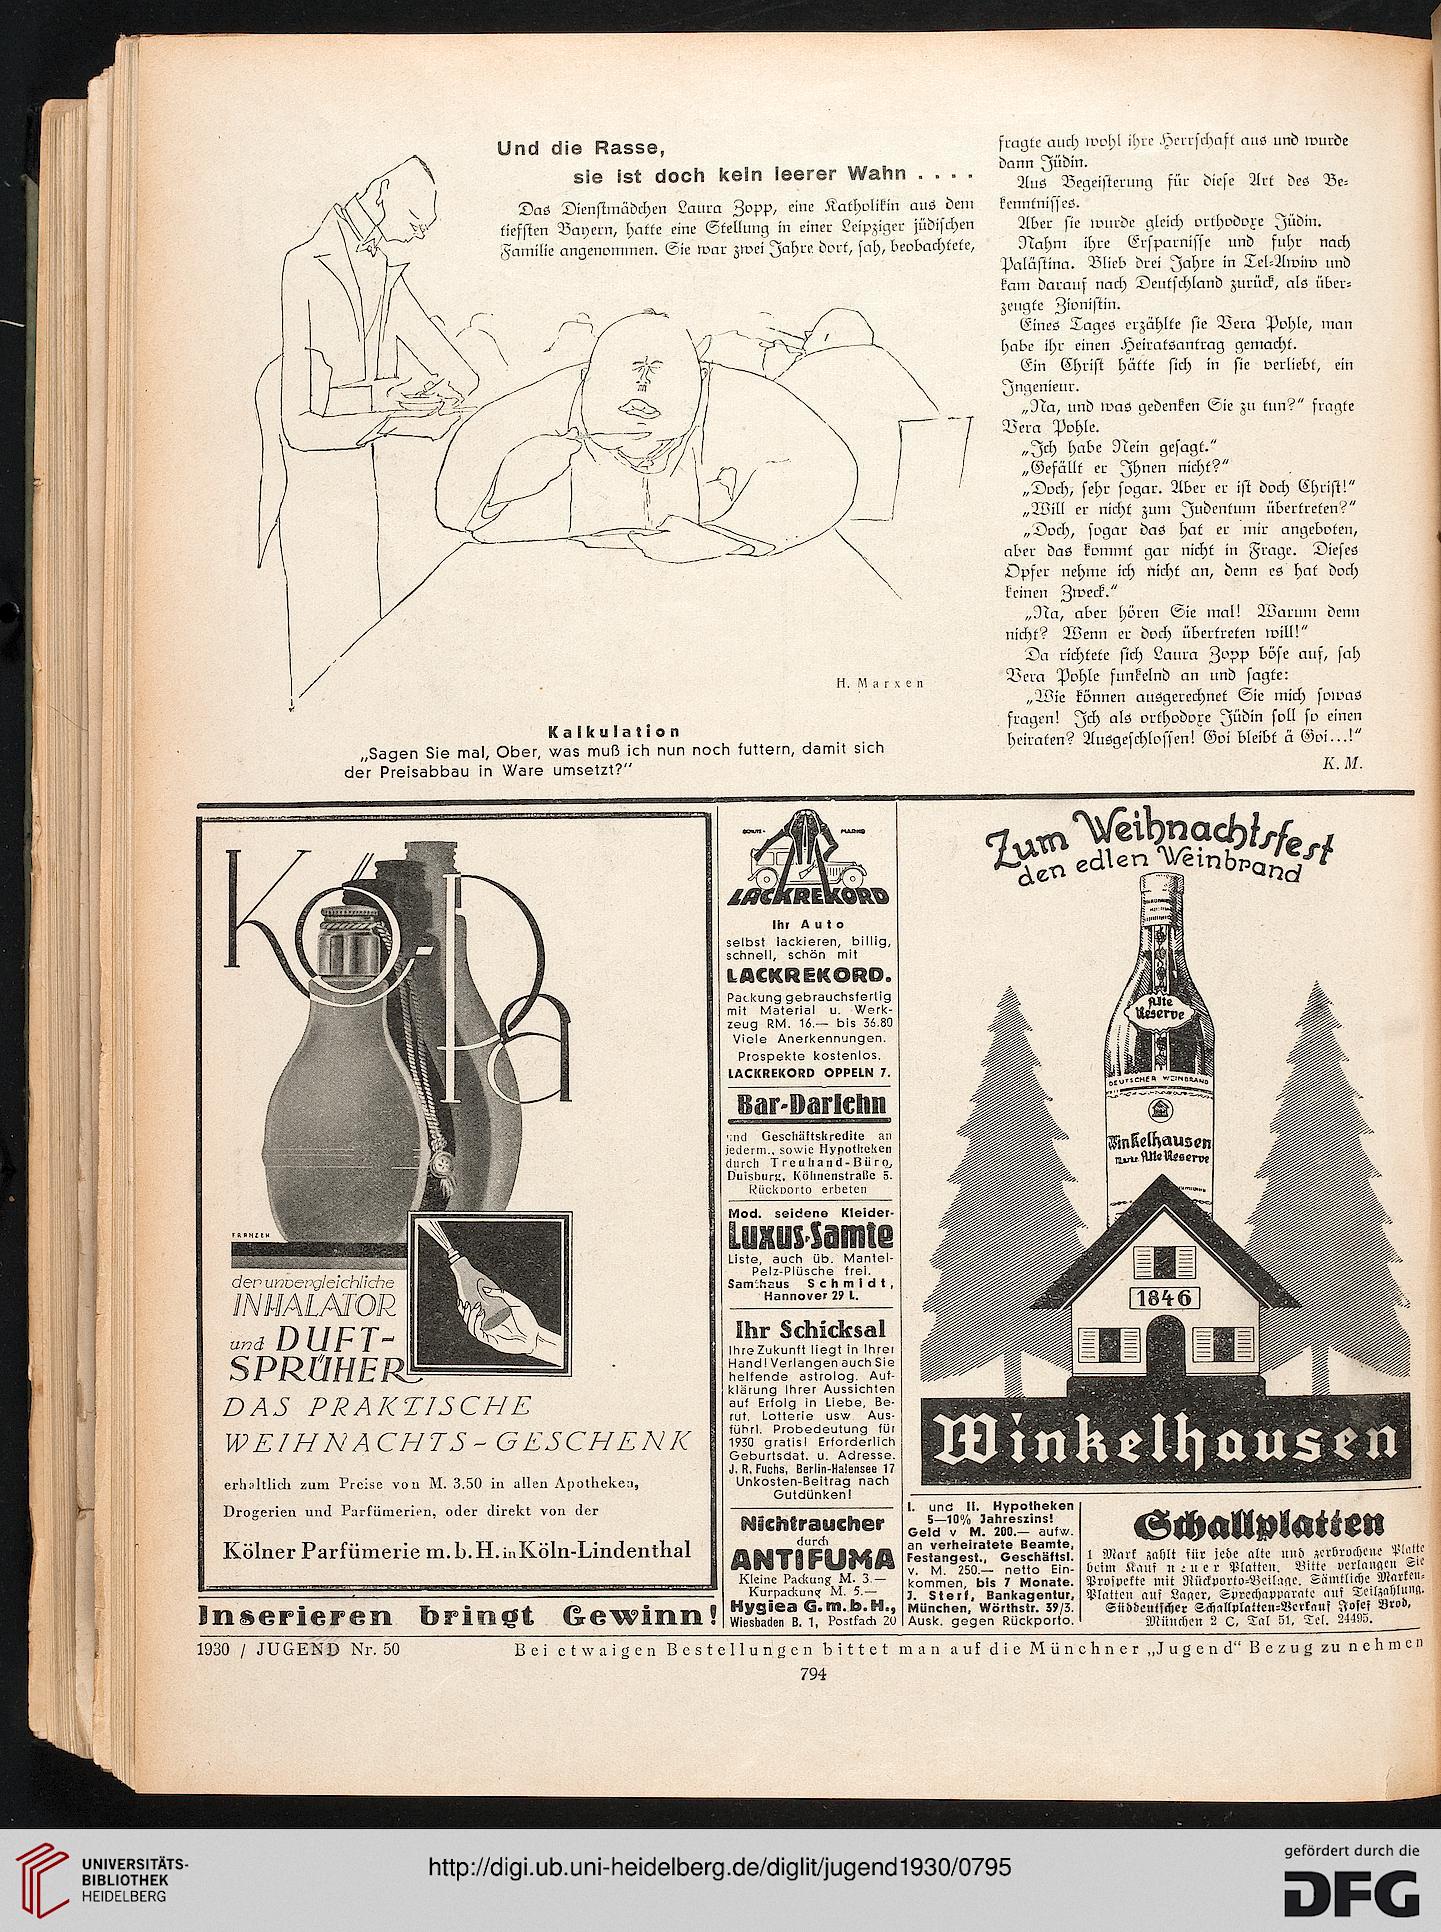 Und die Rasse,
sie ist doch kein leerer Wahn . . . .
Das Dienstmädchen Laura Zopp, eine Katholikin aus dem
tiefsten Bayern, hatte eine Stellung in einer Leipziger jüdischen
Familie angenommen. Sie war zwei Jahre dort, sah, beobachtete,
fragte auch wohl ihre Herrschaft aus und wurde
dann Jüdin.
Aus Begeisterung für diese Art des Be-
kenntnisses.
Aber sie wurde gleich orthodoxe Jüdin.
Nahm ihre Ersparnisse und fuhr nach
Palästina. Blieb drei Jahre in Tel-Awiw und
kam darauf nach Deutschland zurück, als über-
zeugte Zionistin.
Eines Tages erzählte sie Vera Pohle, man
habe ihr einen Heiratsantrag gemacht.
Ein Christ hätte sich in sie verliebt, ein
Ingenieur.
„Na, und was gedenken Sie zu tun?" fragte
Vera Pohle.
„Ich habe Nein gesagt."
„Gefällt er Ihnen nicht?"
„Doch, sehr sogar. Aber er ist doch Christ!"
„Will er nicht zum Judentum übertreten?"
„Doch, sogar das hat er mir angeboten,
aber das kommt gar nicht in Frage. Dieses
Opfer nehme ich nicht an, denn es hat doch
keinen Zweck."
„Na, aber hören Sie mal! Warum denn
nicht? Wenn er doch übertreten will!"
Da richtete sich Laura Zopp böse auf, sah
Vera Pohle funkelnd an und sagte:
„Wie können ausgerechnet Sie mich sowas
fragen! Ich als orthodoxe Jüdin soll so einen
heiraten? Ausgeschlossen! Goi bleibt ä Goi...!"
K. M.
H. Marxen
Kalkulation
„Sagen Sie mal, Ober, was muß ich nun noch futtern, damit sich
der Preisabbau in Ware umsetzt?"
Ko-Pa
FRANZEN
der unvergleichliche
INHALATOR
und DUFT-
SPRÜHER
DAS PRAKTISCHE
WEIHNACHTS-GESCHENK
erhältlich zum Preise von M. 3.50 in allen Apotheken,
Drogerien und Parfümerien, oder direkt von der
Kölner Parfümerie m. b. H. in Köln-Lindenthal
Inserieren bringt Gewinn!
SCHUTZ- MARKE
LACKREKORD
Ihr Auto
selbst lackieren, billig,
schnell, schön mit
LACKREKORD.
Packung gebrauchsfertig
mit Material u. Werk-
zeug RM. 16.— bis 36.80
Viele Anerkennungen.
Prospekte kostenlos.
LACKREKORD OPPELN 7.
Bar-Darlehn
und Geschäftskredite an
jederm., sowie Hypotheken
durch Treuhand-Büro,
Duisburg, Köhnenstraße 5.
Rückporto erbeten
Mod. seidene Kleider-
Luxus-Samte
Liste, auch üb. Mantel-
Pelz-Plüsche frei.
Samthaus Schmidt,
Hannover 29 L.
Ihr Schicksal
Ihre Zukunft liegt in Ihrer
Hand! Verlangen auch Sie
helfende astrolog. Auf-
klärung Ihrer Aussichten
auf Erfolg in Liebe, Be-
ruf, Lotterie usw. Aus-
führl. Probedeutung für
1930 gratis! Erforderlich
Geburtsdat. u. Adresse.
J. R. Fuchs, Berlin-Halensee 17
Unkosten-Beitrag nach
Gutdünken!
Nichtraucher
durch
ANTIFUMA
Kleine Packung M. 3.—
Kurpackung M. 5.—
Hygiea G. m. b. H.,
Wiesbaden B. 1, Postfach 20
Zum Weihnachtsfest
den edlen Weinbrand
Alte
Reserve
DEUTSCHER WEINBRAND
Winkelhausen
Marke Alte Reserve
1846
Winkelhausen
I. und II. Hypotheken
5—10% Jahreszins!
Geld v M. 200.— aufw.
an verheiratete Beamte,
Festangest., Geschäftsl.
v. M. 250.— netto Ein-
kommen, bis 7 Monate.
J. Sterf, Bankagentur,
München, Wörthstr. 39/3.
Ausk. gegen Rückporto.
Schallplatten
1 Mark zahlt für jede alte und zerbrochene Platte
beim Kauf neuer Platten. Bitte verlangen Sie
Prospekte mit Rückporto-Beilage. Sämtliche Marken-
Platten auf Lager, Sprechapparate auf Teilzahlung.
Süddeutscher Schallplatten-Verkauf Josef Brod,
München 2 C, Tal 51, Tel. 24495.
1930 / JUGEND Nr. 50
Bei etwaigen Bestellungen bittet man auf die Münchner „Jugend" Bezug zu nehmen
794
UNIVERSITÄTS-
BIBLIOTHEK
HEIDELBERG
http://digi.ub.uni-heidelberg.de/diglit/jugend1930/0795
gefördert durch die
DFG